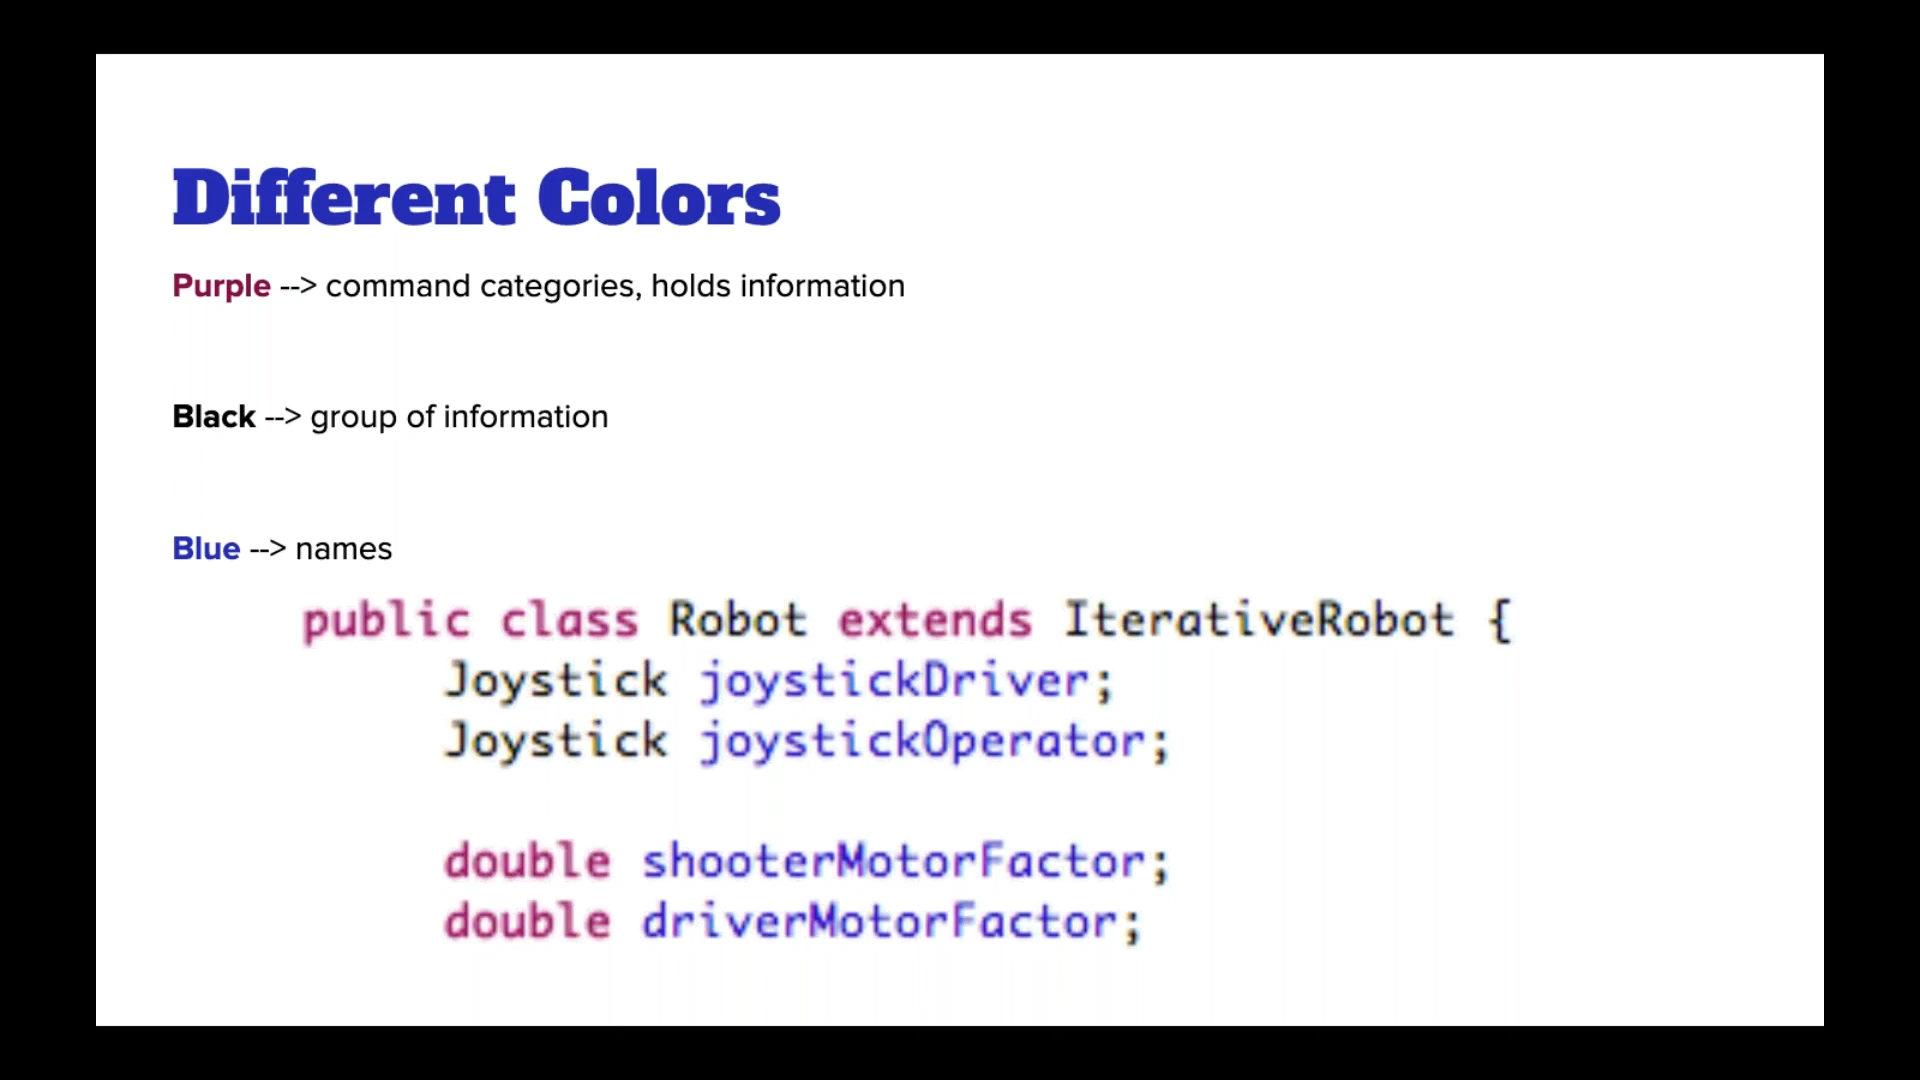 Different Colors
Purple --> command categories, holds information
Black --> group of information
Blue --> names
public class Robot extends IterativeRobot {
Joystick joystickDriver;
Joystick joystickOperator;
double shooterMotorFactor;
double driverMotorFactor;